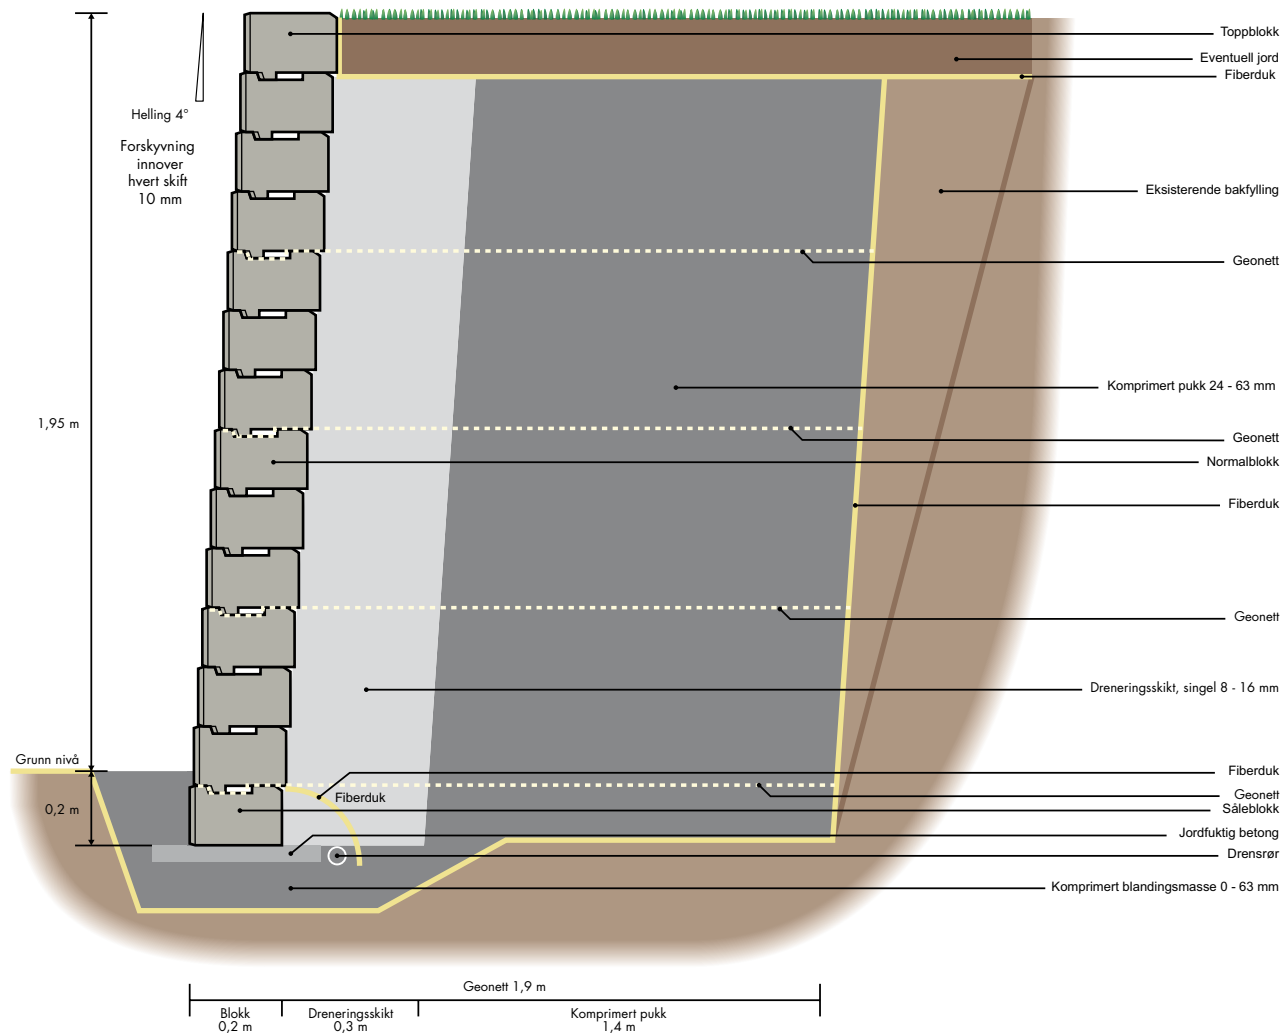 Toppblokk
Eventuell jord
Fiberduk
Helling 4°
Forskyvning
innover
hvert skift
10 mm
Eksisterende bakfylling
Geonett
Komprimert pukk 24 - 63 mm
1,95 m
Geonett
Normalblokk
Fiberduk
Geonett
Dreneringsskikt, singel 8 - 16 mm
Grunn nivå
Fiberduk
Fiberduk
Geonett
0,2 m
Såleblokk
Jordfuktig betong
Drensrør
Komprimert blandingsmasse 0 - 63 mm
Geonett 1,9 m
Blokk
0,2 m
Dreneringsskikt
0,3 m
Komprimert pukk
1,4 m